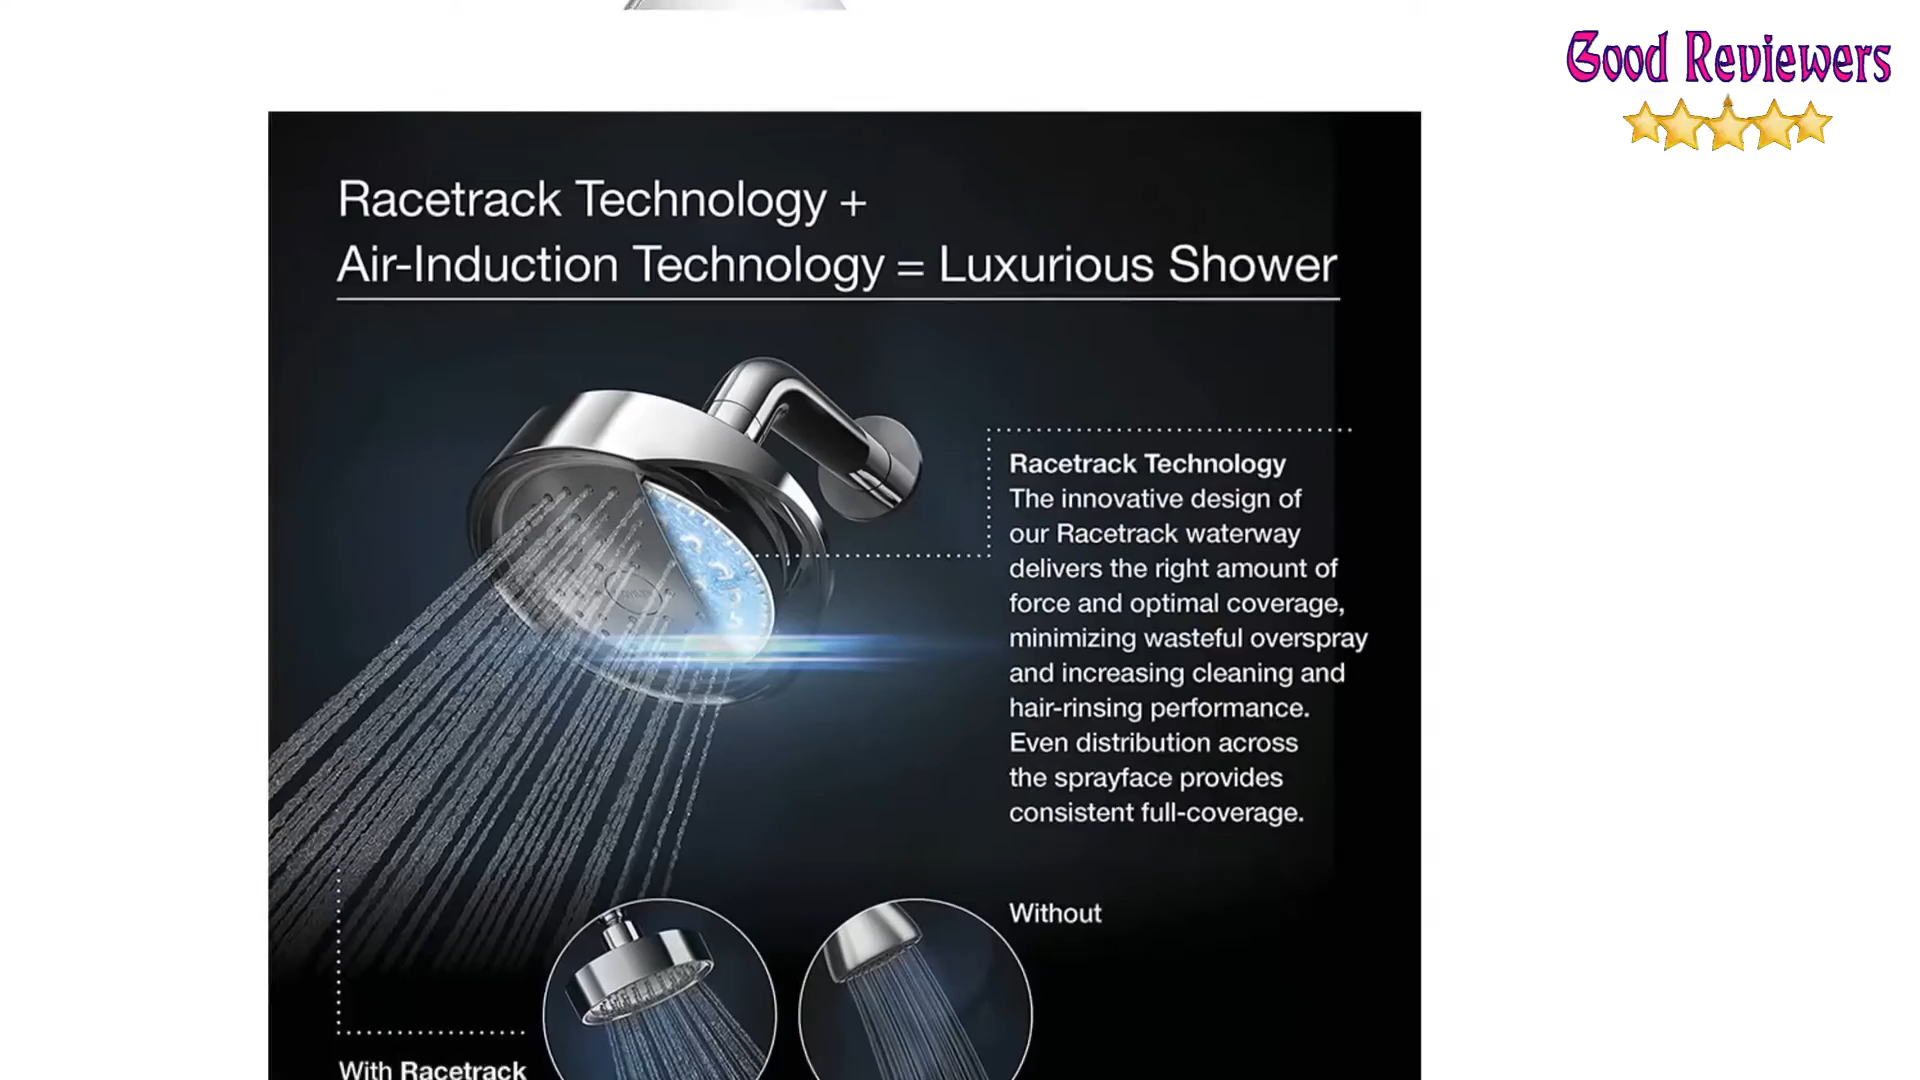 Good Reviewers
Racetrack Technology +
Air-Induction Technology = Luxurious Shower
Racetrack Technology
The innovative design of
our Racetrack waterway
delivers the right amount of
force and optimal coverage,
minimizing wasteful overspray
and increasing cleaning and
hair-rinsing performance.
Even distribution across
the sprayface provides
consistent full-coverage.
Without
With Racetrack